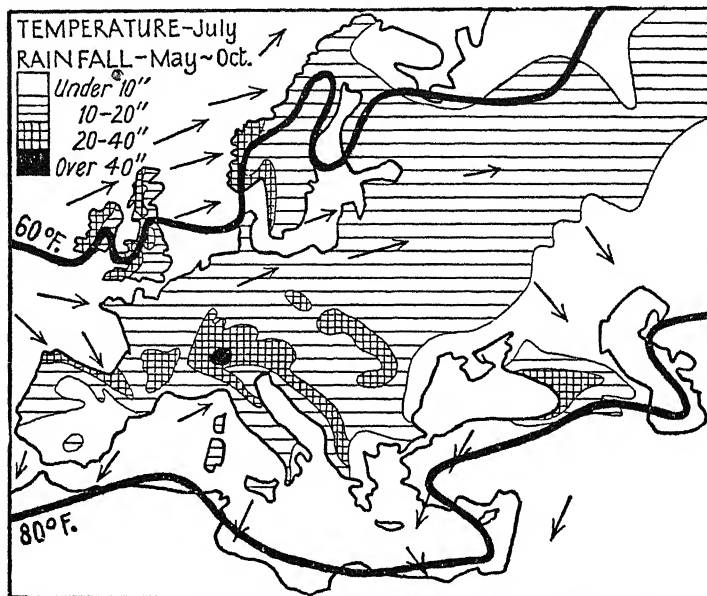 TEMPERATURE-July
RAINFALL-May~Oct.
Under 10"
10-20"
20-40"
Over 40"
60°F.
80°F.